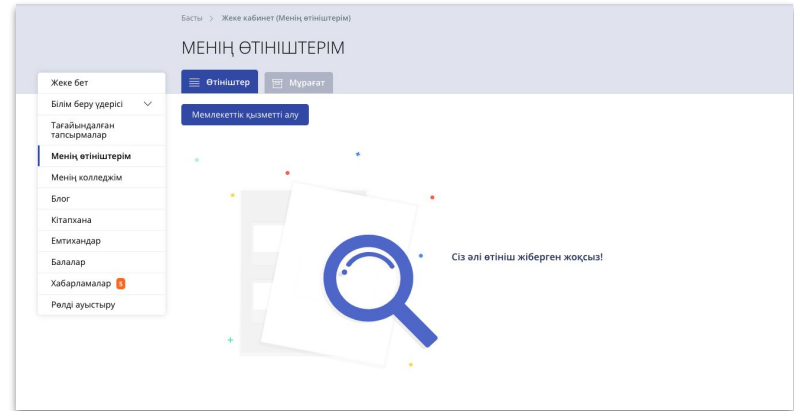 Басты > Жеке кабинет (Менің өтініштерім)
МЕНІҢ ӨТІНІШТЕРІМ
Өтініштер
Мұрағат
Мемлекеттік қызметті алу
Жеке бет
Білім беру үдерісі
Тағайындалған
тапсырмалар
Менің өтініштерім
Менің колледжім
Блог
Кітапхана
Емтихандар
Балалар
Хабарламалар 5
Рөлді ауыстыру
Сіз әлі өтініш жіберген жоқсыз!